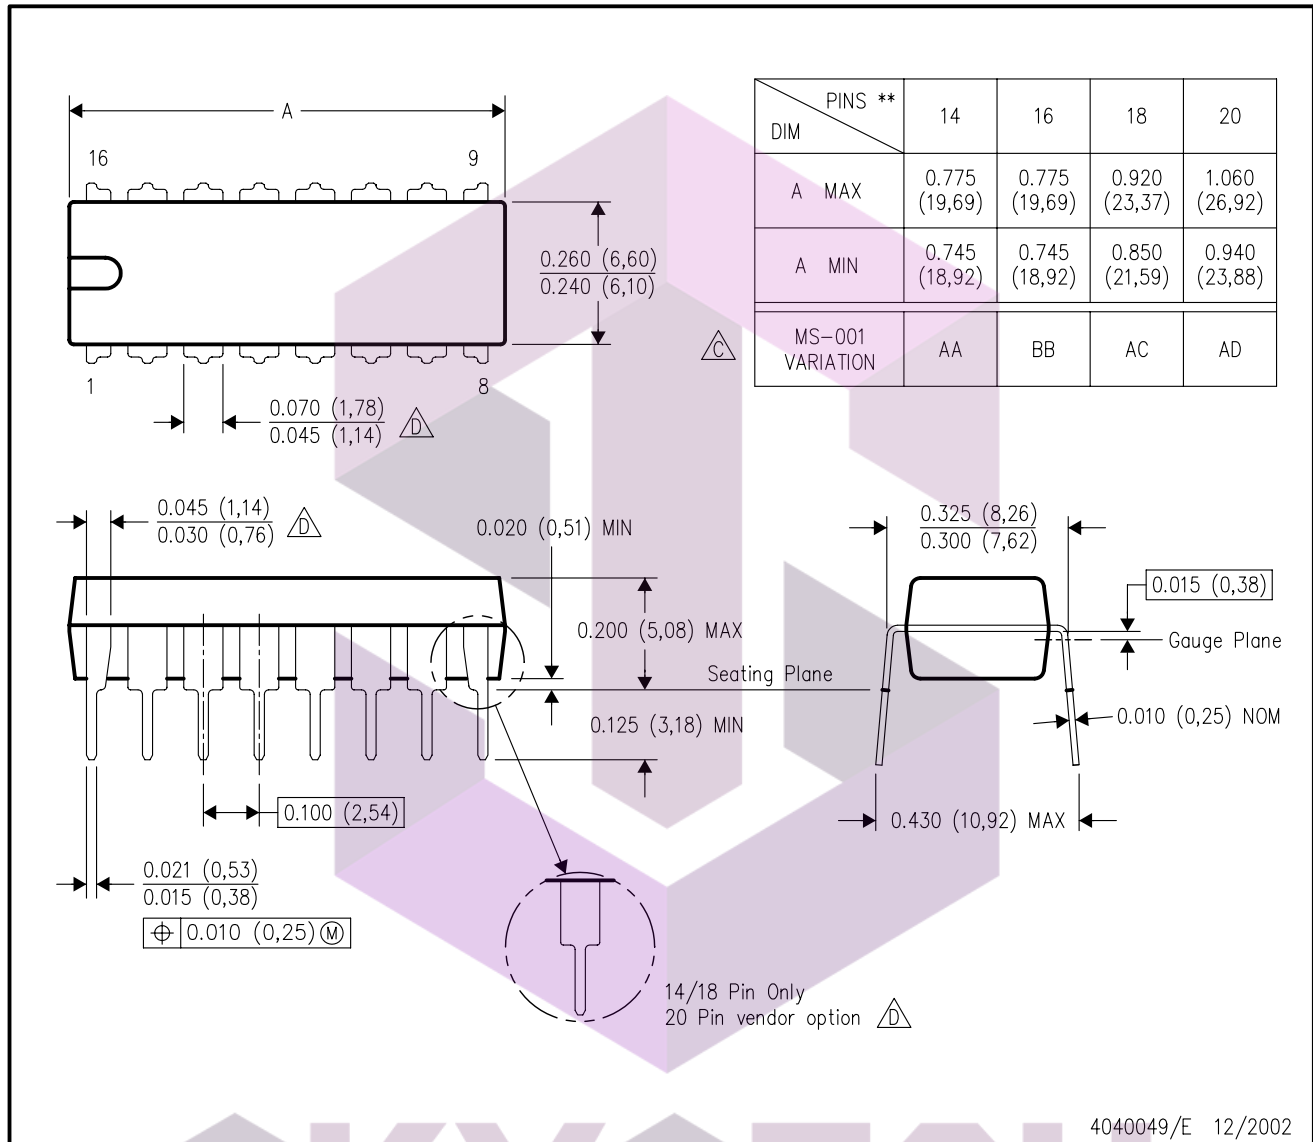 A
16
9
0.260 (6,60)
0.240 (6,10)
1
8
0.070 (1,78)
0.045 (1,14)
D
PINS **
DIM
14
16
18
20
A MAX
0.775
(19,69)
0.775
(19,69)
0.920
(23,37)
1.060
(26,92)
A MIN
0.745
(18,92)
0.745
(18,92)
0.850
(21,59)
0.940
(23,88)
C
MS-001
VARIATION
AA
BB
AC
AD
0.045 (1,14)
0.030 (0,76)
D
0.020 (0,51) MIN
0.200 (5,08) MAX
Seating Plane
0.125 (3,18) MIN
0.100 (2,54)
0.021 (0,53)
0.015 (0,38)
0.010 (0,25) M
0.325 (8,26)
0.300 (7,62)
0.015 (0,38)
Gauge Plane
0.010 (0,25) NOM
0.430 (10,92) MAX
14/18 Pin Only
20 Pin vendor option D
4040049/E 12/2002